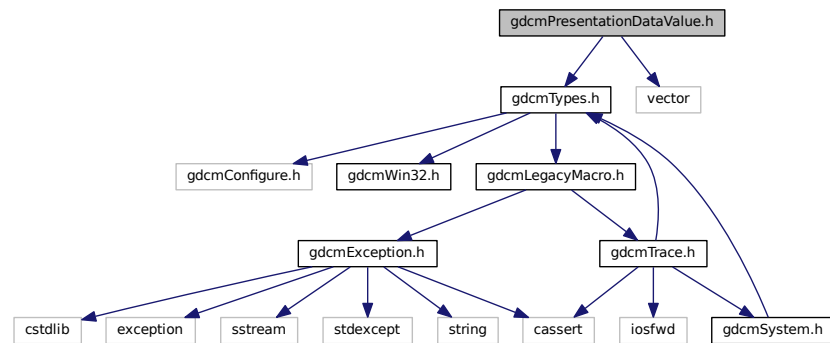 gdcmPresentationDataValue.h
gdcmTypes.h
vector
gdcmConfigure.h
gdcmWin32.h
gdcmLegacyMacro.h
gdcmException.h
gdcmTrace.h
cstdlib
exception
sstream
stdexcept
string
cassert
iosfwd
gdcmSystem.h